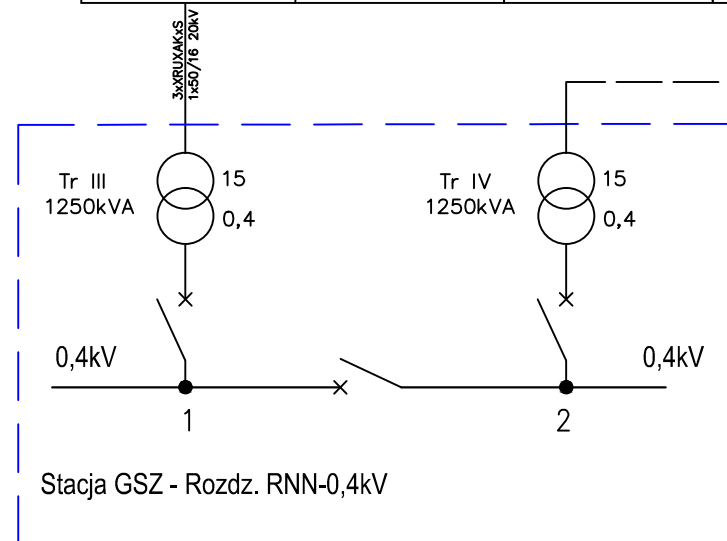 3xXRUXAKxS
1x50/16 20kV
Tr III
1250kVA
15
0,4
Tr IV
1250kVA
15
0,4
0,4kV
0,4kV
1
2
Stacja GSZ - Rozdz. RNN-0,4kV